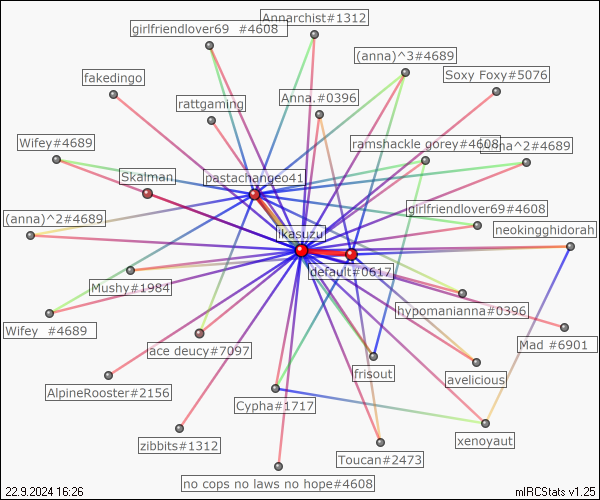 Annarchist#1312
girlfriendlover69 #4608
(anna)^3#4689
Soxy Foxy#5076
fakedingo
rattgaming
Anna.#0396
Wifey#4689
ramshackle gorey#4608
^2#4689
Skalman
pastachangeo41
(anna)^2#4689
girlfriendlover69#4608
neokingghidorah
ikasuzu
default#0617
Mushy#1984
hypomanianna#0396
Wifey #4689
Mad #6901
ace deucy#7097
frisout
avelicious
AlpineRooster#2156
Cypha#1717
zibbits#1312
xenoyaut
Toucan#2473
no cops no laws no hope#4608
22.9.2024 16:26
mIRCStats v1.25